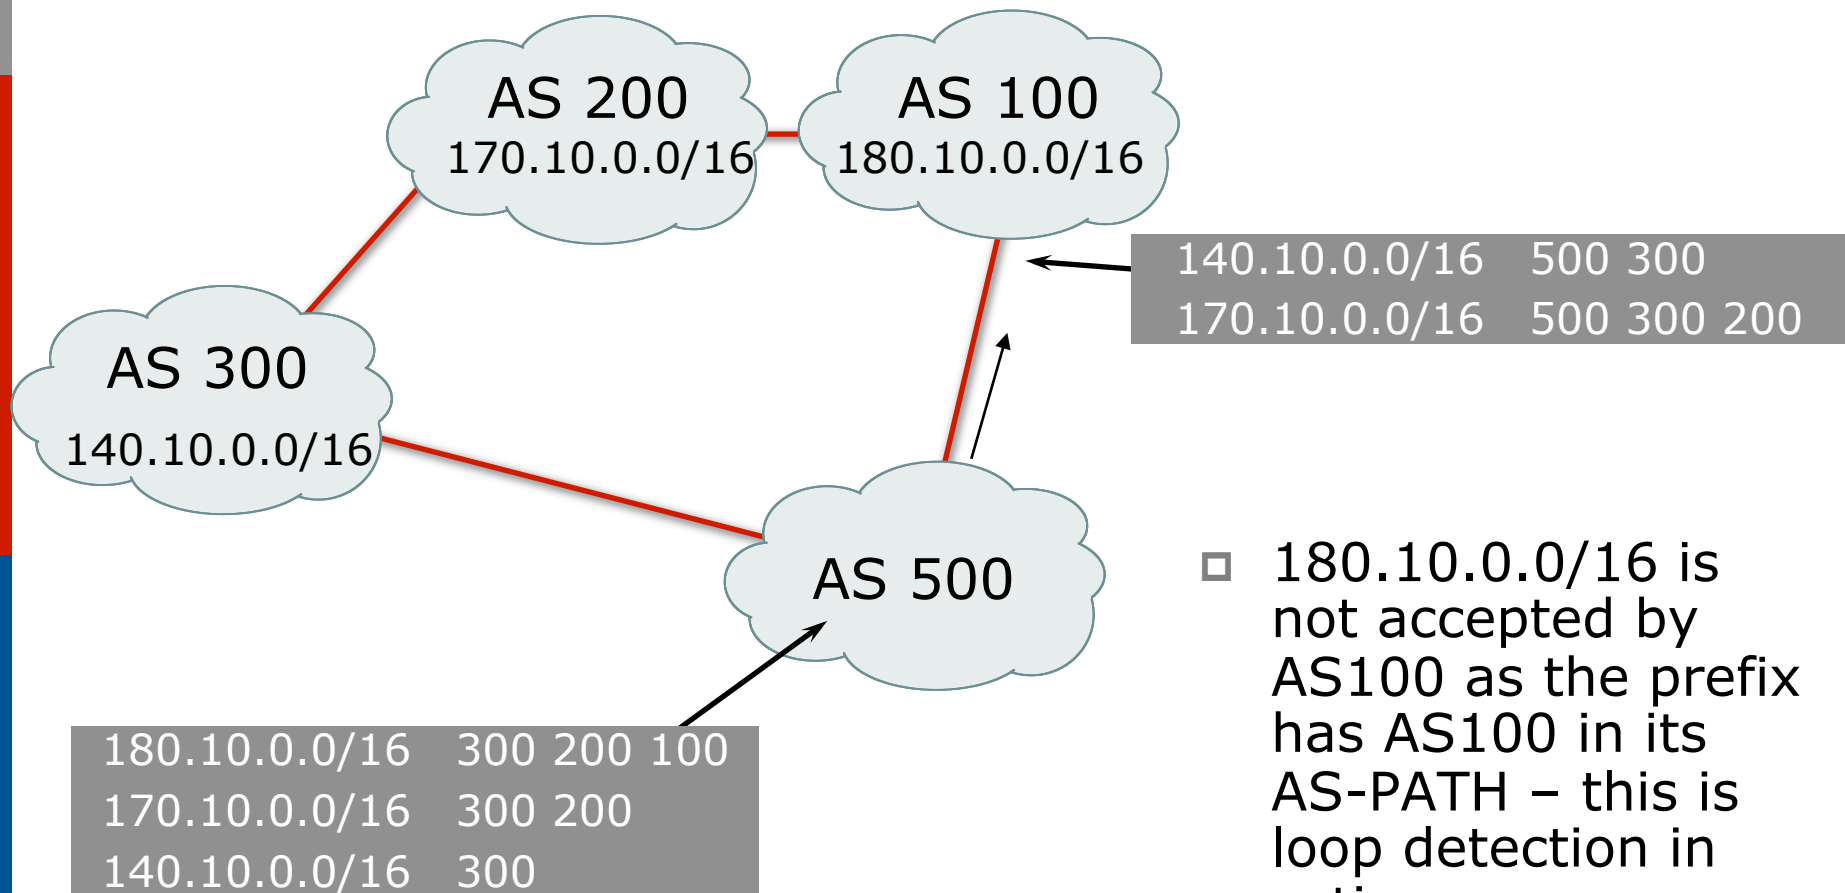 AS 200
170.10.0.0/16
AS 100
180.10.0.0/16
140.10.0.0/16 500 300
170.10.0.0/16 500 300 200
AS 300
140.10.0.0/16
AS 500
180.10.0.0/16 300 200 100
170.10.0.0/16 300 200
140.10.0.0/16 300
180.10.0.0/16 is
not accepted by
AS100 as the prefix
has AS100 in its
AS-PATH – this is
loop detection in